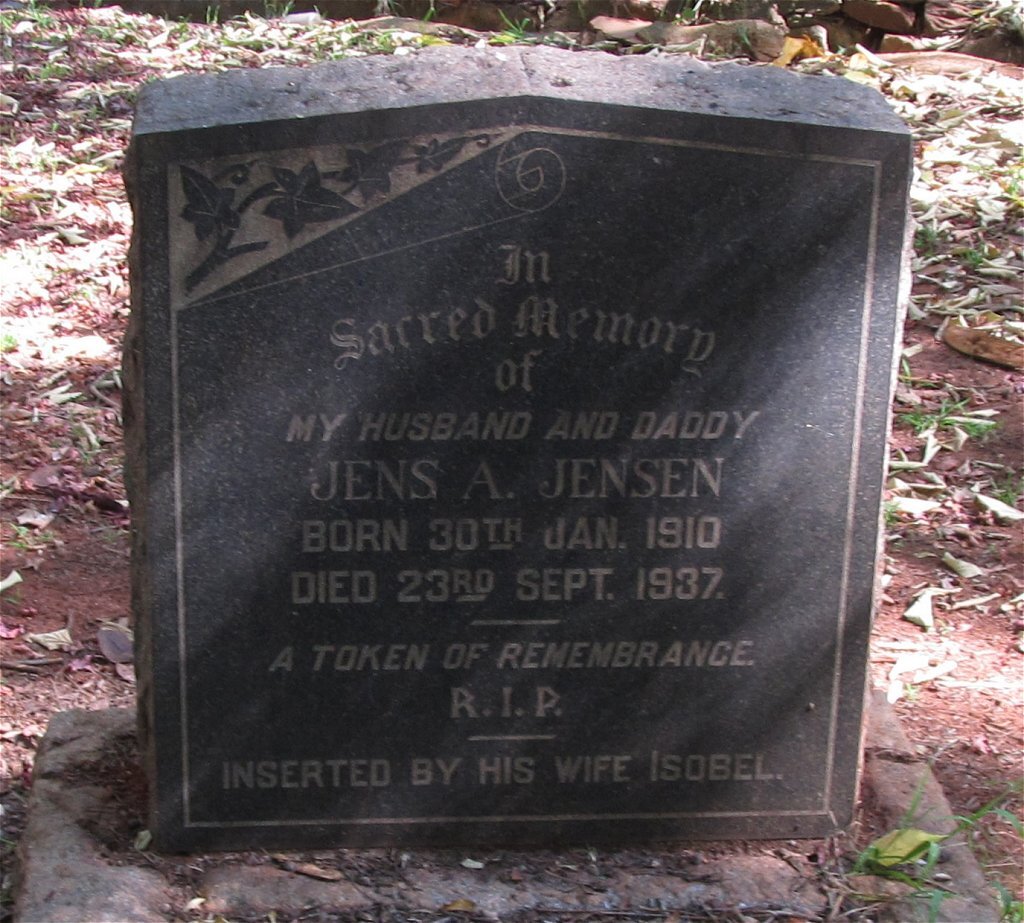 In
Sacred Memory
of
MY HUSBAND AND DADDY
JENS A. JENSEN
BORN 30TH JAN. 1910
DIED 23RD SEPT. 1937.
A TOKEN OF REMEMBRANCE.
R.I.P.
INSERTED BY HIS WIFE ISOBEL.